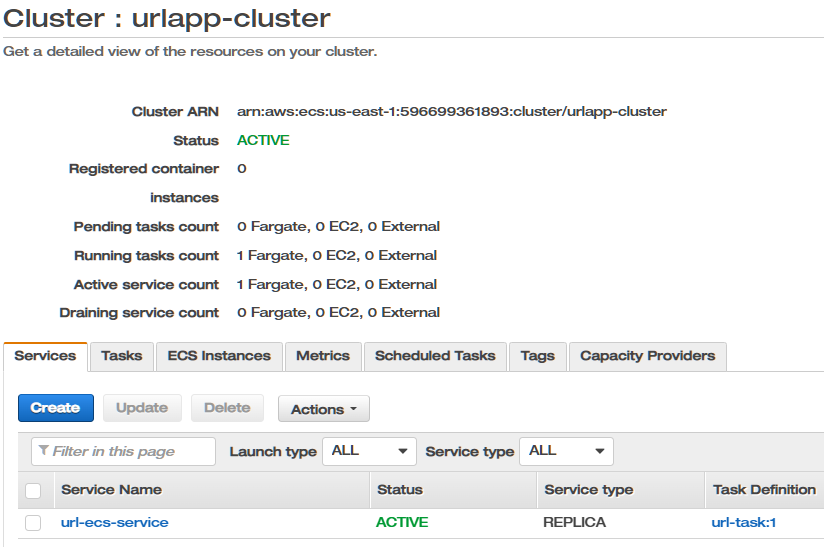 Cluster : urlapp-cluster
Get a detailed view of the resources on your cluster.
Cluster ARN arn:aws:ecs:us-east-1:596699361893:cluster/urlapp-cluster
Status ACTIVE
Registered container 0
instances
Pending tasks count 0 Fargate, 0 EC2, 0 External
Running tasks count 1 Fargate, 0 EC2, 0 External
Active service count 1 Fargate, 0 EC2, 0 External
Draining service count 0 Fargate, 0 EC2, 0 External
Services Tasks ECS Instances Metrics Scheduled Tasks Tags Capacity Providers
Create Update Delete Actions
Filter in this page Launch type ALL Service type ALL
Service Name Status Service type Task Definition
url-ecs-service ACTIVE REPLICA url-task:1